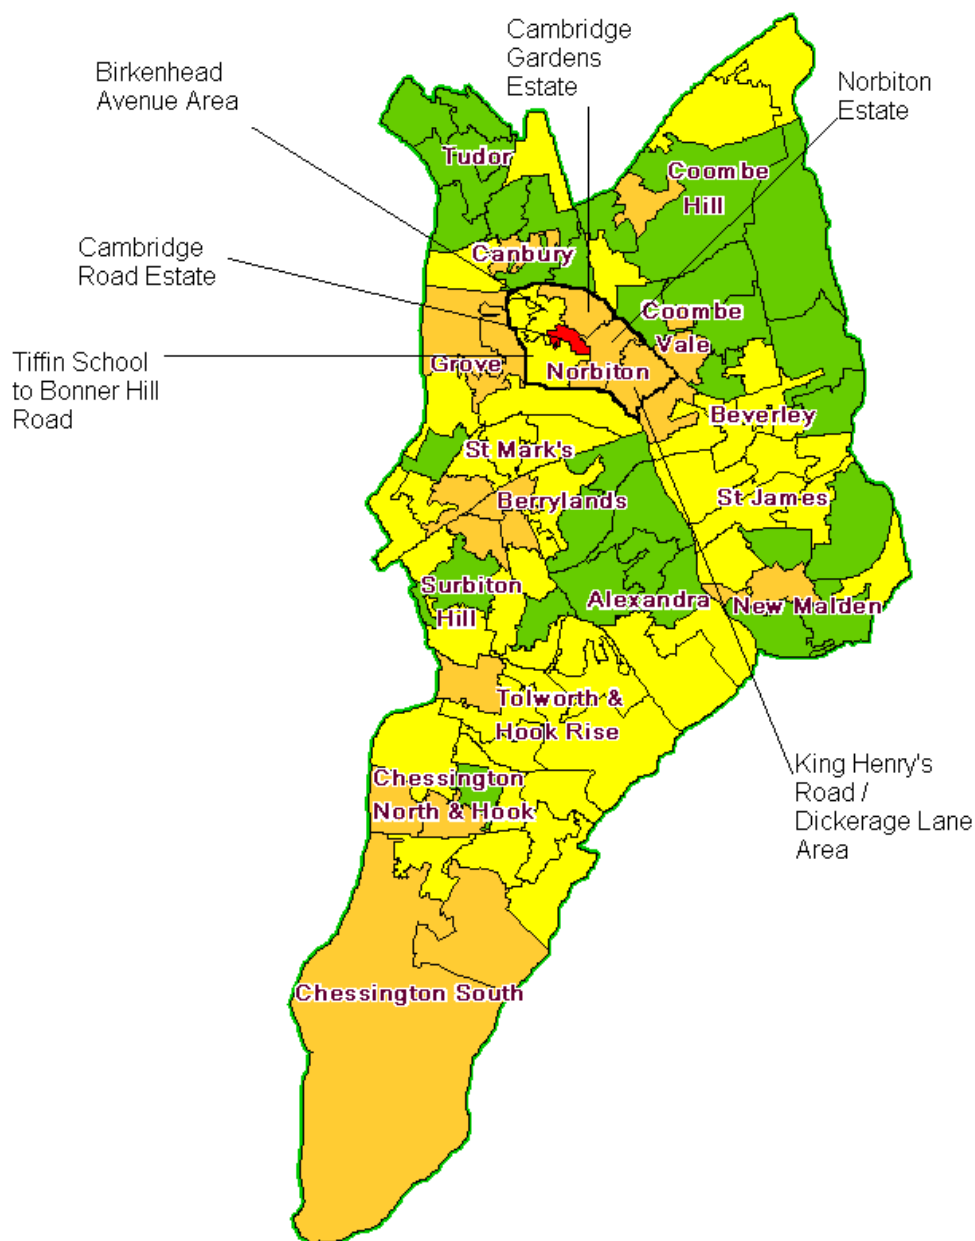 Cambridge
Gardens
Estate
Birkenhead
Avenue Area
Norbiton
Estate
Tudor
Coombe
Hill
Cambridge
Road Estate
Canbury
Coombe
Vale
Tiffin School
to Bonner Hill
Road
Grove
Norbiton
Beverley
St Mark's
Berrylands
St James
Surbiton
Hill
Alexandra
New Malden
Tolworth &
Hook Rise
King Henry's
Road /
Dickerage Lane
Area
Chessington
North & Hook
Chessington South